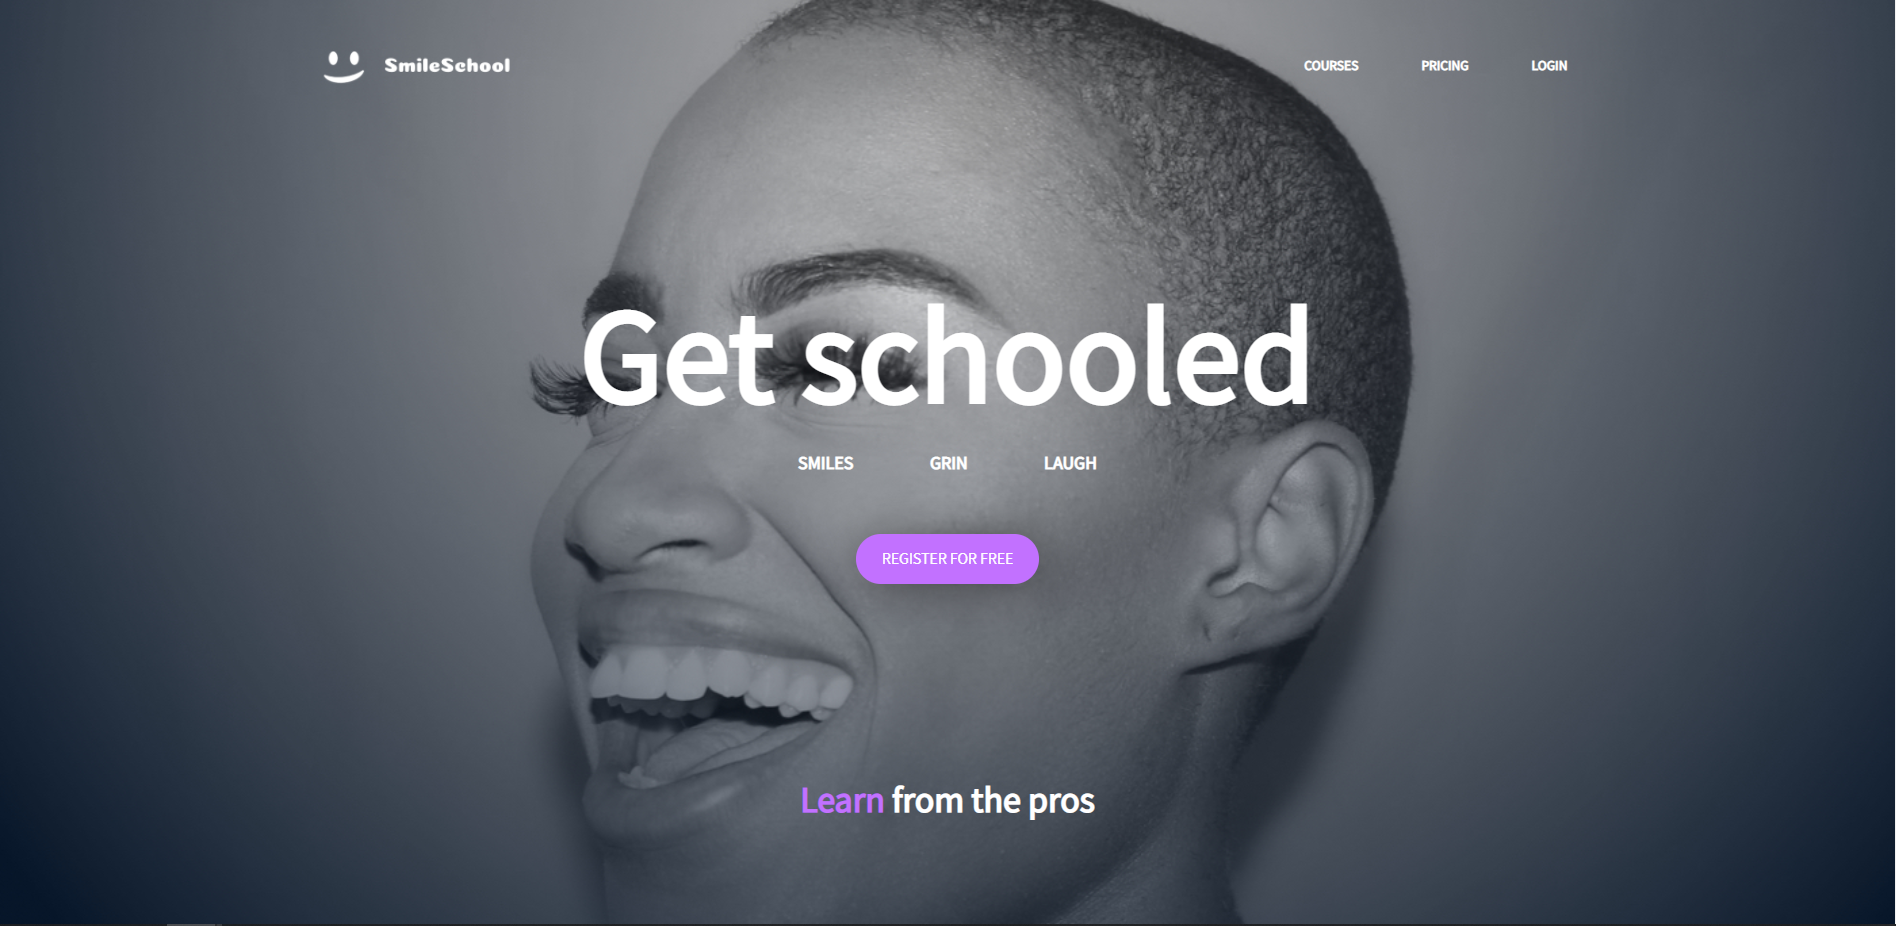 SmileSchool
COURSES PRICING LOGIN
Get schooled
SMILES GRIN LAUGH
REGISTER FOR FREE
Learn from the pros